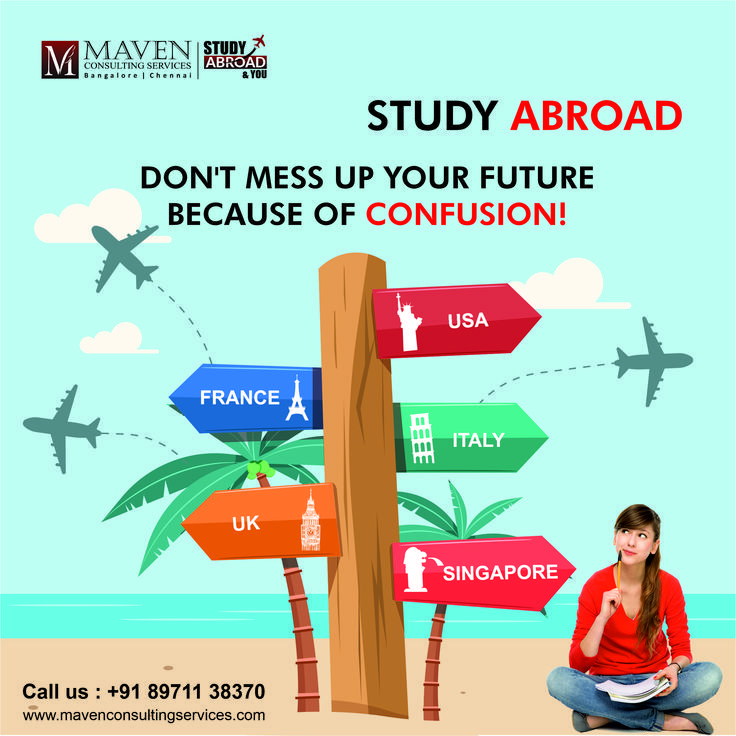 M
MAVEN
CONSULTING SERVICES
Bangalore | Chennai
STUDY
ABROAD
& YOU
STUDY ABROAD
DON'T MESS UP YOUR FUTURE
BECAUSE OF CONFUSION!
USA
FRANCE
ITALY
UK
SINGAPORE
Call us : +91 89711 38370
www.mavenconsultingservices.com